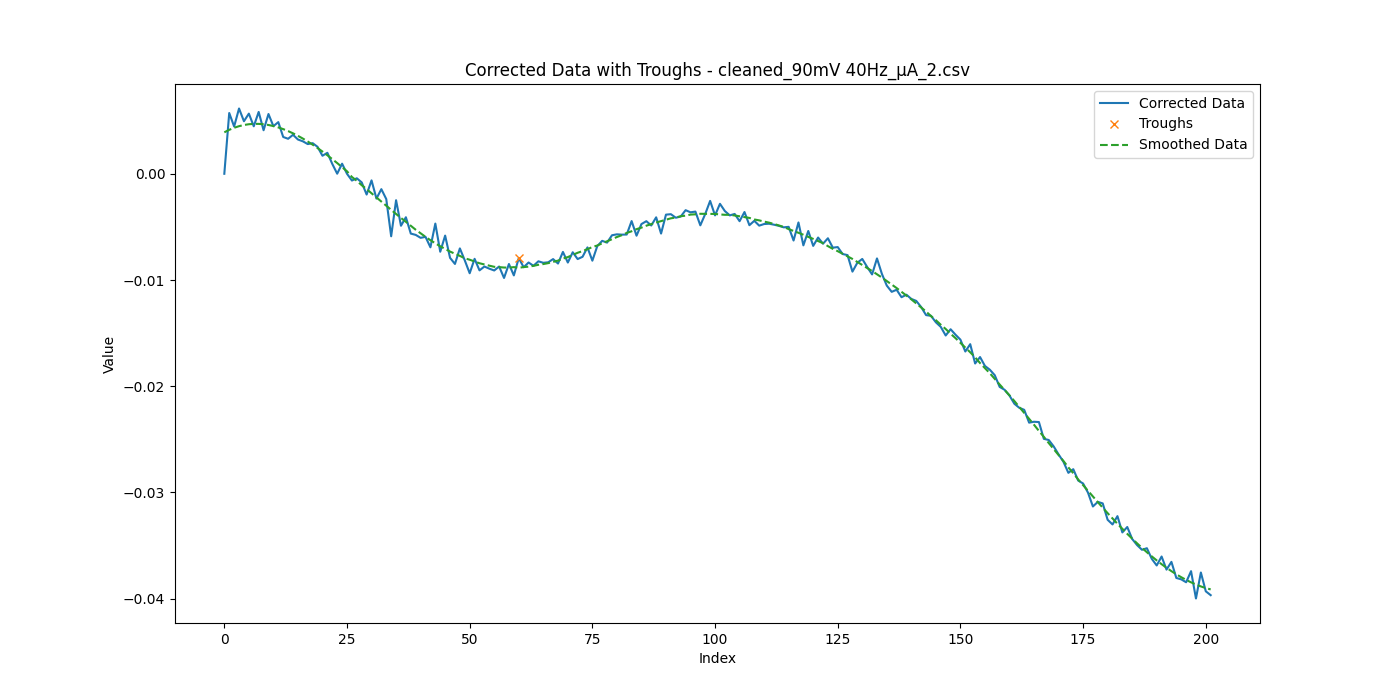 Corrected Data with Troughs - cleaned_90mV 40Hz_µA_2.csv
Corrected Data
Troughs
Smoothed Data
0.00
−0.01
−0.02
−0.03
−0.04
Value
0 25 50 75 100 125 150 175 200
Index